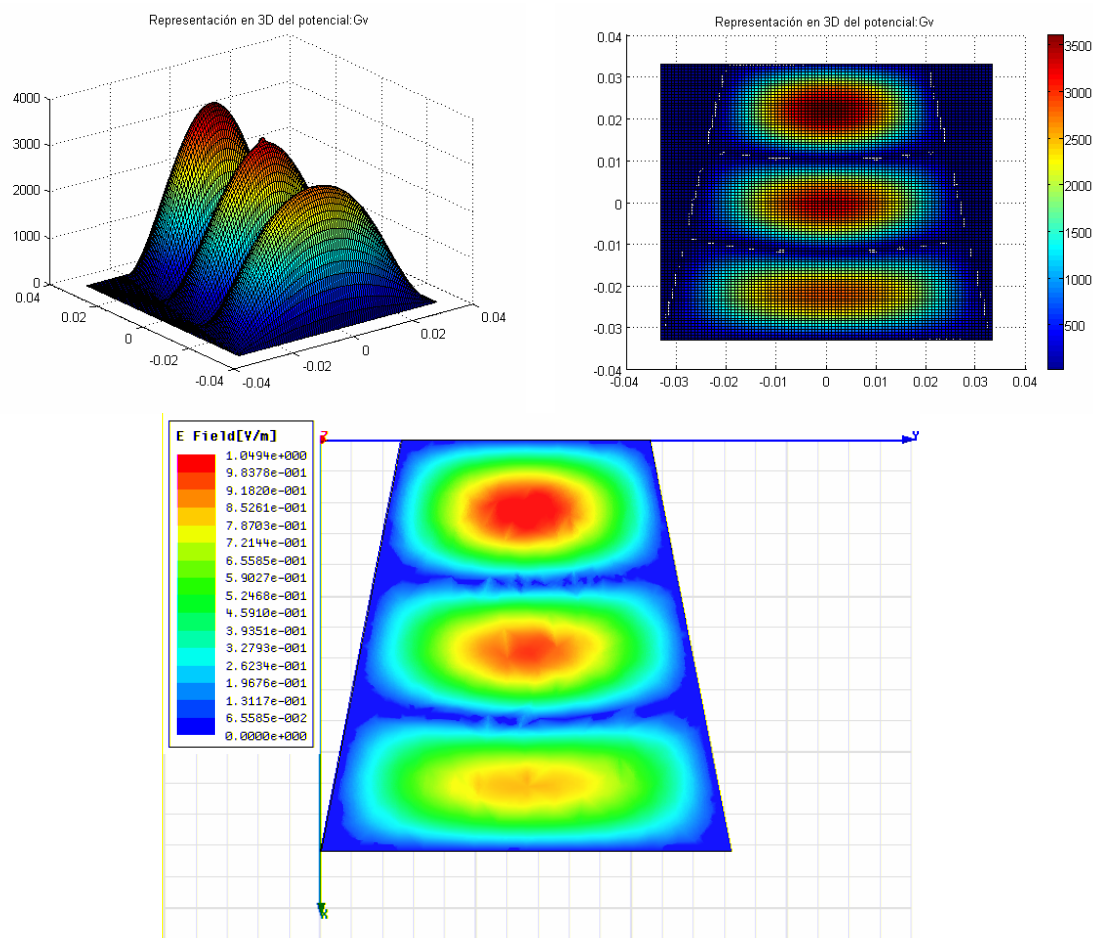 Representación en 3D del potencial:Gv
4000
3000
2000
1000
0
0.04
0.02
0
-0.02
-0.04
-0.04
-0.02
0
0.02
0.04
Representación en 3D del potencial:Gv
0.04
0.03
0.02
0.01
0
-0.01
-0.02
-0.03
-0.04
-0.04
-0.03
-0.02
-0.01
0
0.01
0.02
0.03
0.04
3500
3000
2500
2000
1500
1000
500
E Field[V/m]
1.0494e+000
9.8378e-001
9.1820e-001
8.5261e-001
7.8703e-001
7.2144e-001
6.5585e-001
5.9027e-001
5.2468e-001
4.5910e-001
3.9351e-001
3.2793e-001
2.6234e-001
1.9676e-001
1.3117e-001
6.5585e-002
0.0000e+000
Z
Y
X